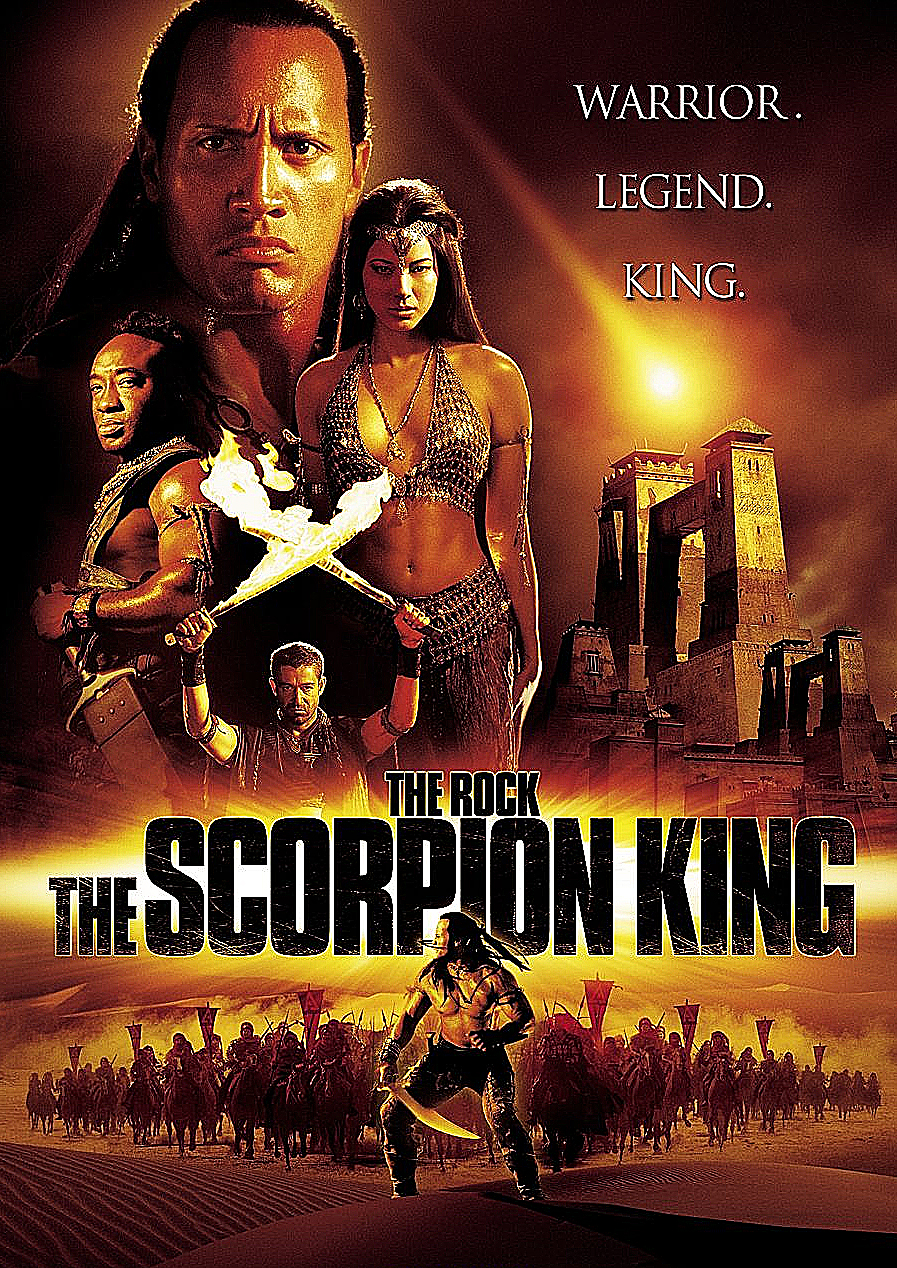 WARRIOR.
LEGEND.
KING.
THE ROCK
THE SCORPION KING